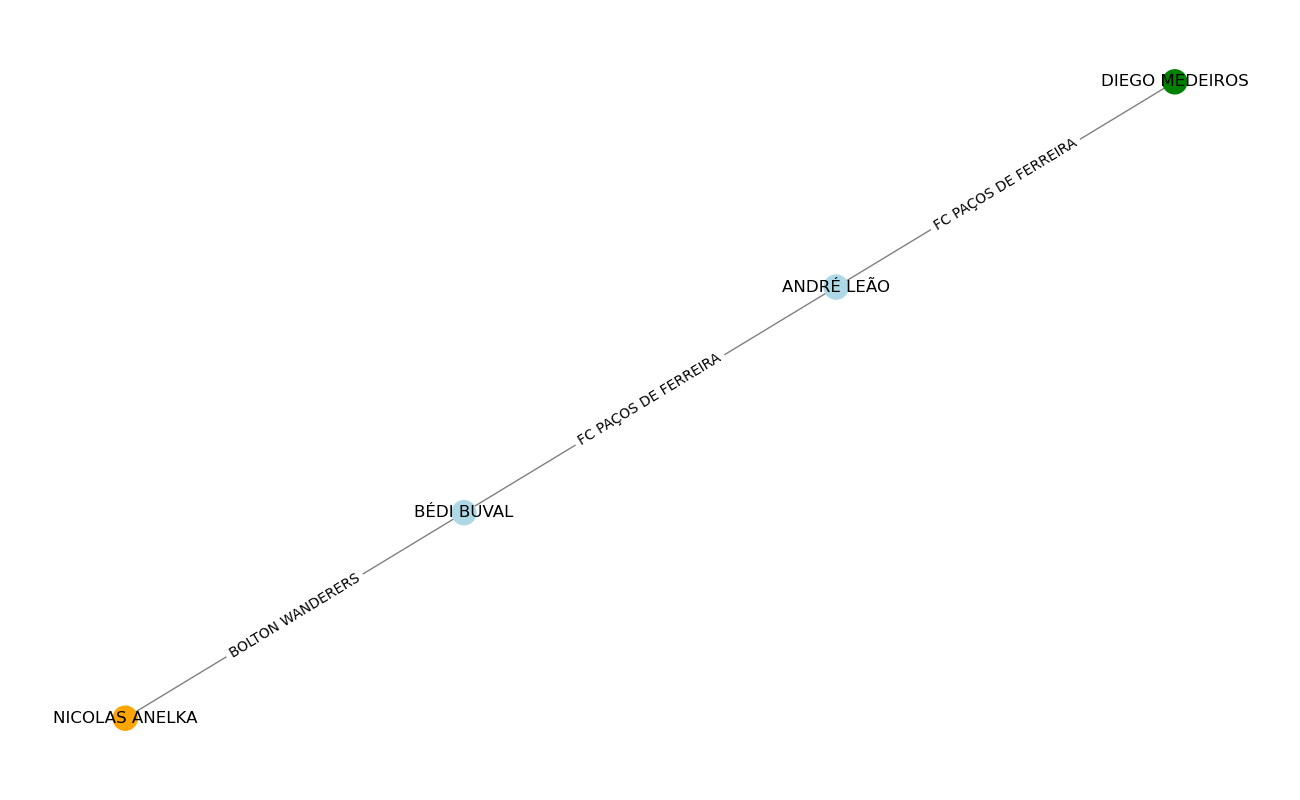 DIEGO MEDEIROS
FC PAÇOS DE FERREIRA
ANDRÉ LEÃO
FC PAÇOS DE FERREIRA
BÉDI BUVAL
BOLTON WANDERERS
NICOLAS ANELKA